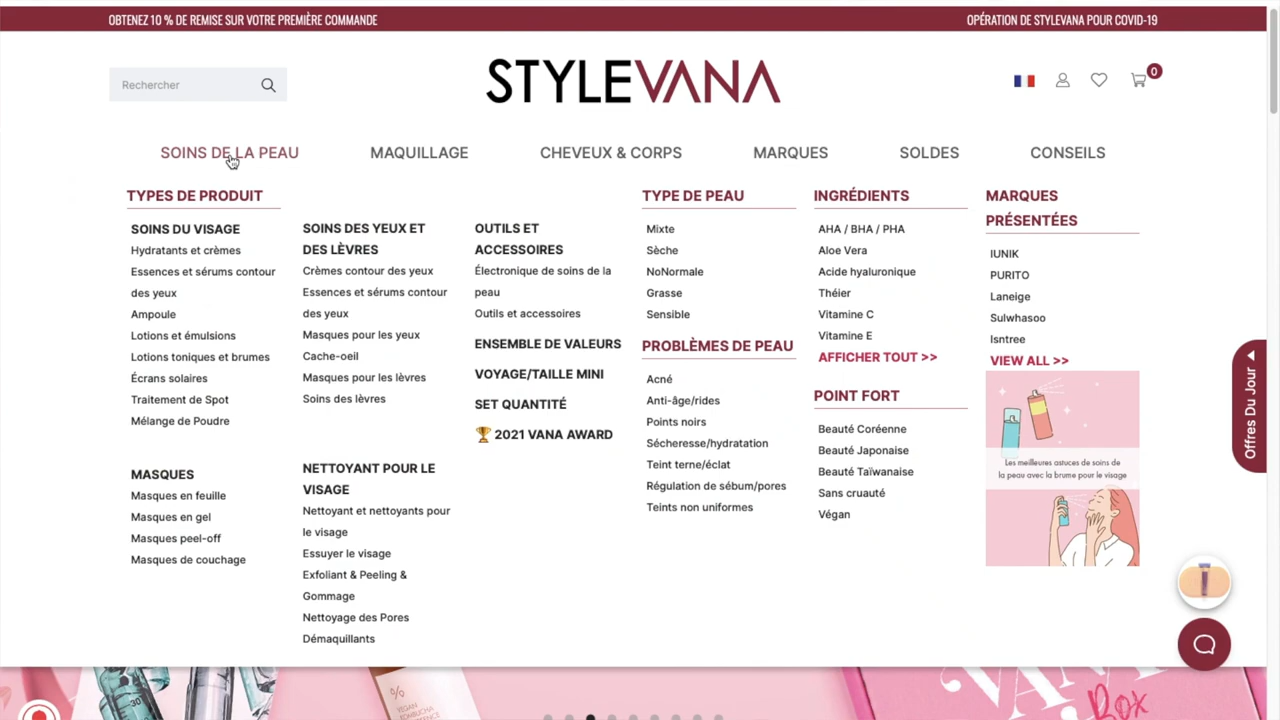 OBTENEZ 10 % DE REMISE SUR VOTRE PREMIÈRE COMMANDE
OPÉRATION DE STYLEVANA POUR COVID-19
Rechercher
STYLEVANA
0
SOINS DE LA PEAU
MAQUILLAGE
CHEVEUX & CORPS
MARQUES
SOLDES
CONSEILS
TYPES DE PRODUIT
SOINS DU VISAGE
Hydratants et crèmes
Essences et sérums contour
des yeux
Ampoule
Lotions et émulsions
Lotions toniques et brumes
Écrans solaires
Traitement de Spot
Mélange de Poudre
MASQUES
Masques en feuille
Masques en gel
Masques peel-off
Masques de couchage
SOINS DES YEUX ET
DES LÈVRES
Crèmes contour des yeux
Essences et sérums contour
des yeux
Masques pour les yeux
Cache-oeil
Masques pour les lèvres
Soins des lèvres
NETTOYANT POUR LE
VISAGE
Nettoyant et nettoyants pour
le visage
Essuyer le visage
Exfoliant & Peeling &
Gommage
Nettoyage des Pores
Démaquillants
OUTILS ET
ACCESSOIRES
Électronique de soins de la
peau
Outils et accessoires
ENSEMBLE DE VALEURS
VOYAGE/TAILLE MINI
SET QUANTITÉ
2021 VANA AWARD
TYPE DE PEAU
Mixte
Sèche
NoNormale
Grasse
Sensible
PROBLÈMES DE PEAU
Acné
Anti-âge/rides
Points noirs
Sécheresse/hydratation
Teint terne/éclat
Régulation de sébum/pores
Teints non uniformes
INGRÉDIENTS
AHA / BHA / PHA
Aloe Vera
Acide hyaluronique
Théier
Vitamine C
Vitamine E
AFFICHER TOUT >>
POINT FORT
Beauté Coréenne
Beauté Japonaise
Beauté Taïwanaise
Sans cruauté
Végan
MARQUES
PRÉSENTÉES
IUNIK
PURITO
Laneige
Sulwhasoo
Isntree
VIEW ALL >>
Les meilleures astuces de soins de
la peau avec la brume pour le visage
Offres Du Jour
30
%
VEGAN
KOMBUCHA
VANA
Box